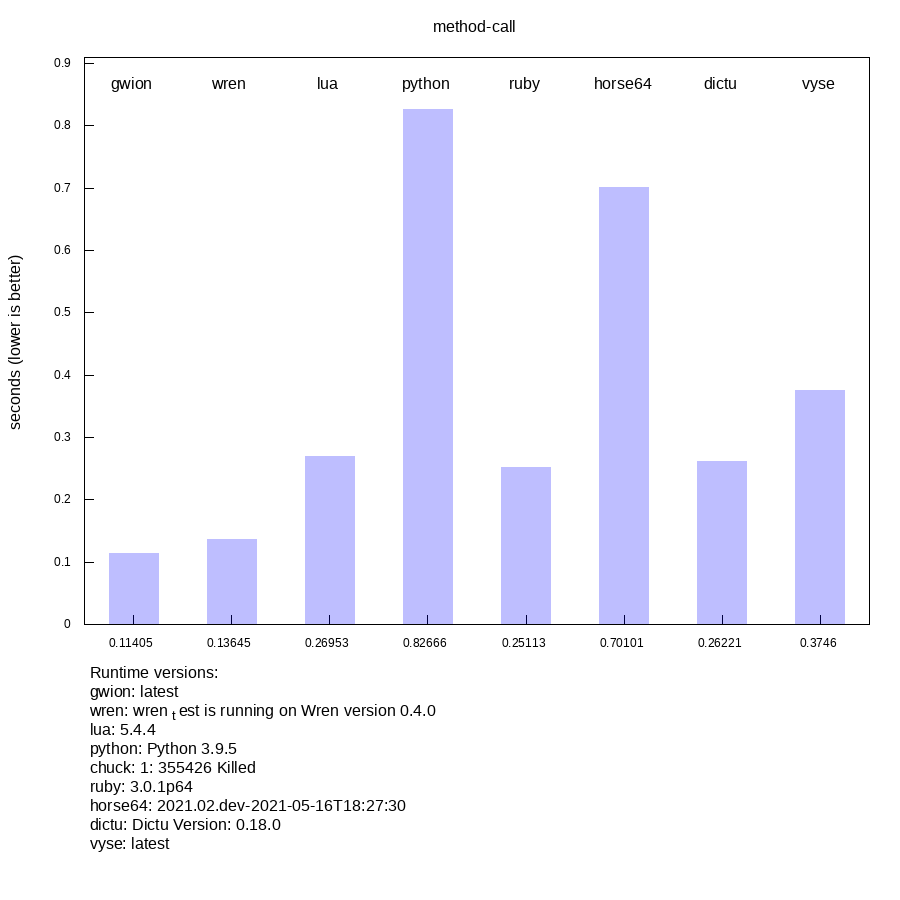 method-call
seconds (lower is better)
0.9
0.8
0.7
0.6
0.5
0.4
0.3
0.2
0.1
0
gwion wren lua python ruby horse64 dictu vyse
0.11405 0.13645 0.26953 0.82666 0.25113 0.70101 0.26221 0.3746
Runtime versions:
gwion: latest
wren: wren t est is running on Wren version 0.4.0
lua: 5.4.4
python: Python 3.9.5
chuck: 1: 355426 Killed
ruby: 3.0.1p64
horse64: 2021.02.dev-2021-05-16T18:27:30
dictu: Dictu Version: 0.18.0
vyse: latest